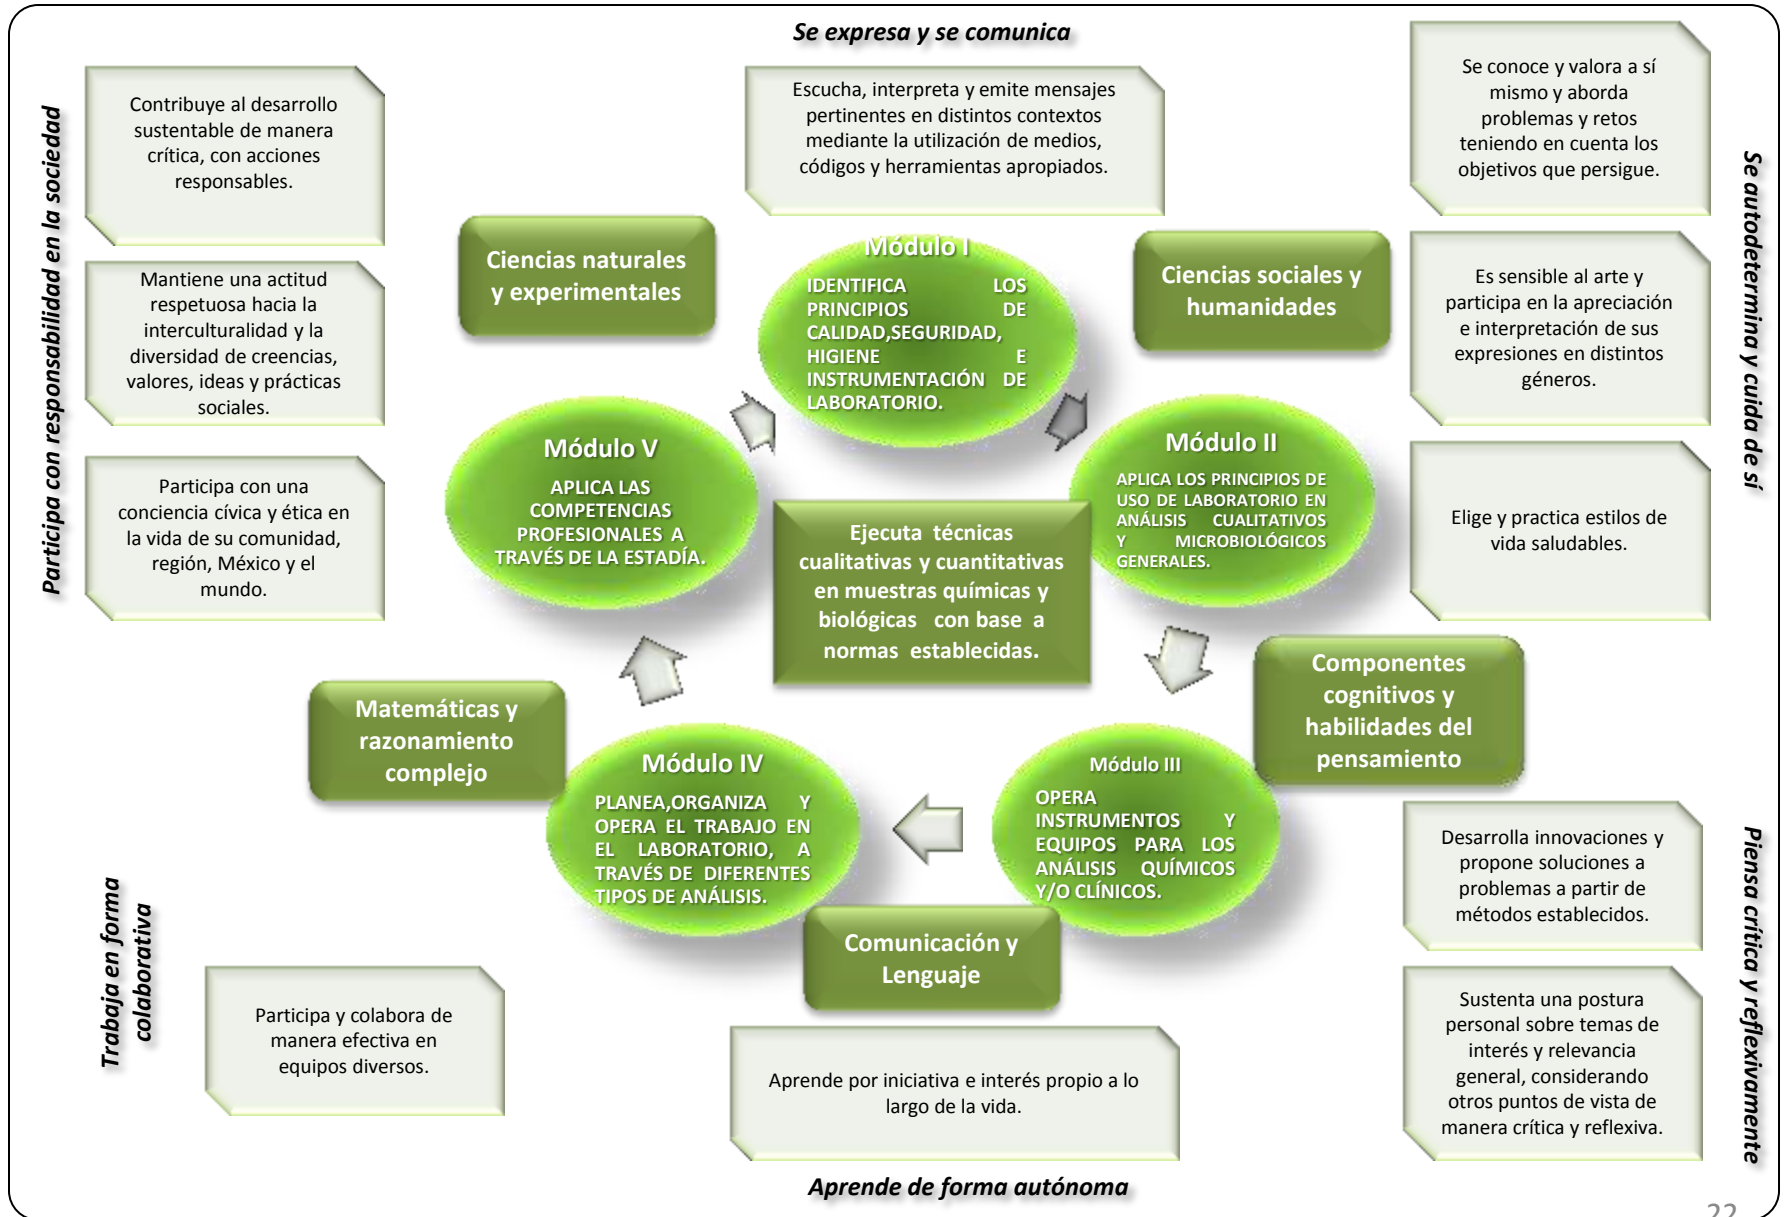 Se expresa y se comunica
Participa con responsabilidad en la sociedad
Contribuye al desarrollo
sustentable de manera
crítica, con acciones
responsables.
Mantiene una actitud
respetuosa hacia la
interculturalidad y la
diversidad de creencias,
valores, ideas y prácticas
sociales.
Participa con una
conciencia cívica y ética en
la vida de su comunidad,
región, México y el
mundo.
Escucha, interpreta y emite mensajes
pertinentes en distintos contextos
mediante la utilización de medios,
códigos y herramientas apropiados.
Se conoce y valora a sí
mismo y aborda
problemas y retos
teniendo en cuenta los
objetivos que persigue.
Es sensible al arte y
participa en la apreciación
e interpretación de sus
expresiones en distintos
géneros.
Elige y practica estilos de
vida saludables.
Se autodetermina y cuida de sí
Ciencias naturales
y experimentales
Módulo I
IDENTIFICA LOS
PRINCIPIOS DE
CALIDAD,SEGURIDAD,
HIGIENE E
INSTRUMENTACIÓN DE
LABORATORIO.
Ciencias sociales y
humanidades
Módulo V
APLICA LAS
COMPETENCIAS
PROFESIONALES A
TRAVÉS DE LA ESTADÍA.
Ejecuta técnicas
cualitativas y cuantitativas
en muestras químicas y
biológicas con base a
normas establecidas.
Módulo II
APLICA LOS PRINCIPIOS DE
USO DE LABORATORIO EN
ANÁLISIS CUALITATIVOS
Y MICROBIOLÓGICOS
GENERALES.
Matemáticas y
razonamiento
complejo
Módulo IV
PLANEA,ORGANIZA Y
OPERA EL TRABAJO EN
EL LABORATORIO, A
TRAVÉS DE DIFERENTES
TIPOS DE ANÁLISIS.
Módulo III
OPERA
INSTRUMENTOS Y
EQUIPOS PARA LOS
ANÁLISIS QUÍMICOS
Y/O CLÍNICOS.
Componentes
cognitivos y
habilidades del
pensamiento
Comunicación y
Lenguaje
Trabaja en forma
colaborativa
Participa y colabora de
manera efectiva en
equipos diversos.
Aprende por iniciativa e interés propio a lo
largo de la vida.
Aprende de forma autónoma
Desarrolla innovaciones y
propone soluciones a
problemas a partir de
métodos establecidos.
Sustenta una postura
personal sobre temas de
interés y relevancia
general, considerando
otros puntos de vista de
manera crítica y reflexiva.
Piensa crítica y reflexivamente
22